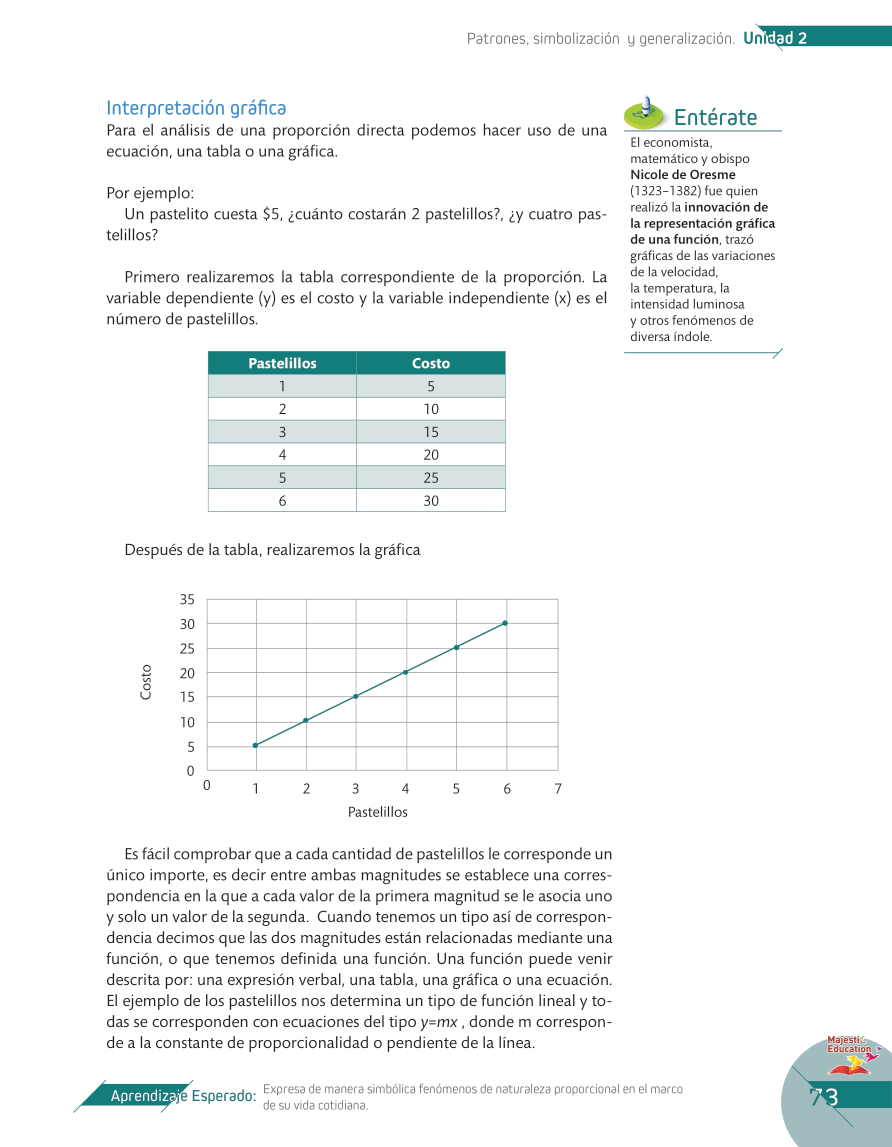 Patrones, simbolización y generalización. Unidad 2
Interpretación gráfica
Para el análisis de una proporción directa podemos hacer uso de una
ecuación, una tabla o una gráfica.
Por ejemplo:
Un pastelito cuesta $5, ¿cuánto costarán 2 pastelillos?, ¿y cuatro pas-
telillos?
Primero realizaremos la tabla correspondiente de la proporción. La
variable dependiente (y) es el costo y la variable independiente (x) es el
número de pastelillos.
Entérate
El economista,
matemático y obispo
Nicole de Oresme
(1323–1382) fue quien
realizó la innovación de
la representación gráfica
de una función, trazó
gráficas de las variaciones
de la velocidad,
la temperatura, la
intensidad luminosa
y otros fenómenos de
diversa índole.
Pastelillos Costo
1 5
2 10
3 15
4 20
5 25
6 30
Después de la tabla, realizaremos la gráfica
35
30
25
20
15
10
5
0
Costo
0 1 2 3 4 5 6 7
Pastelillos
Es fácil comprobar que a cada cantidad de pastelillos le corresponde un
único importe, es decir entre ambas magnitudes se establece una corres-
pondencia en la que a cada valor de la primera magnitud se le asocia uno
y solo un valor de la segunda. Cuando tenemos un tipo así de correspon-
dencia decimos que las dos magnitudes están relacionadas mediante una
función, o que tenemos definida una función. Una función puede venir
descrita por: una expresión verbal, una tabla, una gráfica o una ecuación.
El ejemplo de los pastelillos nos determina un tipo de función lineal y to-
das se corresponden con ecuaciones del tipo y=mx , donde m correspon-
de a la constante de proporcionalidad o pendiente de la línea.
Majestic
Education
Aprendizaje Esperado: Expresa de manera simbólica fenómenos de naturaleza proporcional en el marco
de su vida cotidiana.
73